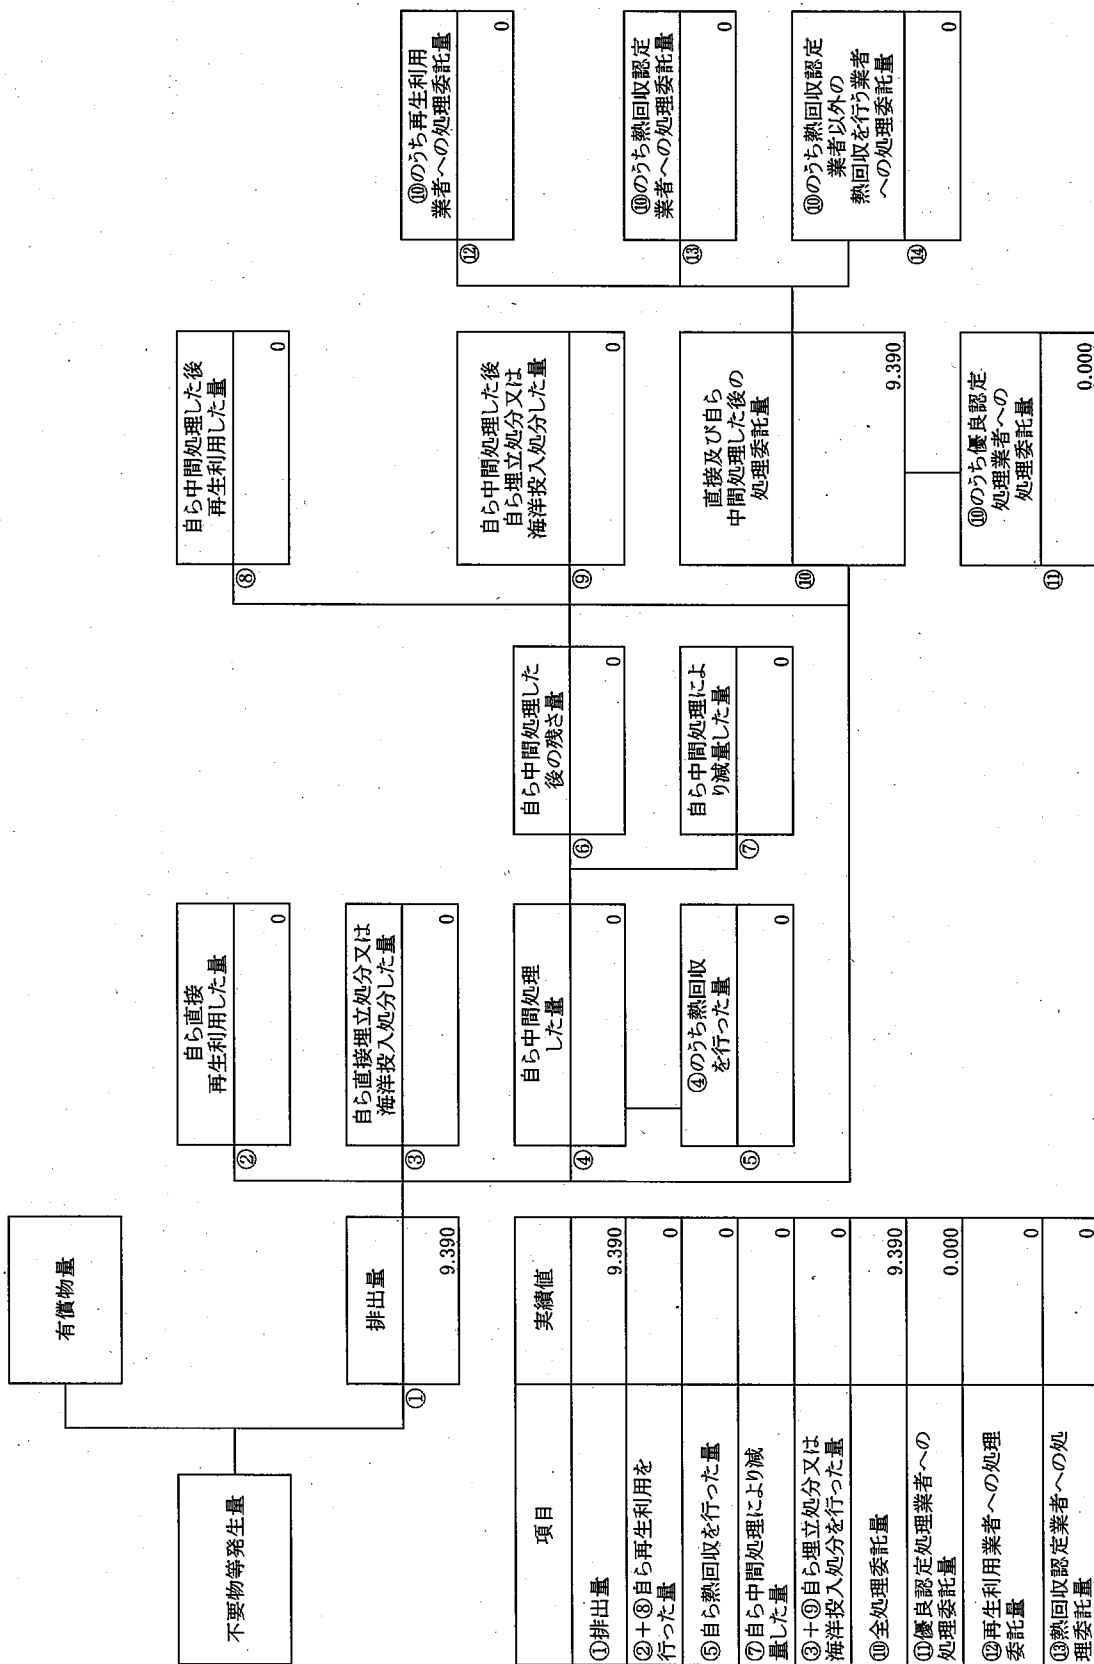 不要物等発生量
有償物量
排出量
①
9.390
自ら直接
再生利用した量
②
0
自ら直接埋立処分又は
海洋投入処分した量
③
0
自ら中間処理
した量
④
0
④のうち熱回収
を行った量
⑤
0
自ら中間処理した
後の残さ量
⑥
0
自ら中間処理によ
り減量した量
⑦
0
自ら中間処理した後
再生利用した量
⑧
0
自ら中間処理した後
自ら埋立処分又は
海洋投入処分した量
⑨
0
直接及び自ら
中間処理した後の
処理委託量
⑩
9.390
⑩のうち優良認定
処理業者への
処理委託量
⑪
0.000
⑩のうち再生利用
業者への処理委託量
⑫
0
⑩のうち熱回収認定
業者への処理委託量
⑬
0
⑩のうち熱回収認定
業者以外の
熱回収を行う業者
への処理委託量
⑭
0
項目 実績値
①排出量 9.390
②+⑧自ら再生利用を
行った量 0
⑤自ら熱回収を行った量 0
⑦自ら中間処理により減
量した量 0
③+⑨自ら埋立処分又は
海洋投入処分を行った量 0
⑩全処理委託量 9.390
⑪優良認定処理業者への
処理委託量 0.000
⑫再生利用業者への処理
委託量 0
⑬熱回収認定業者への処
理委託量 0